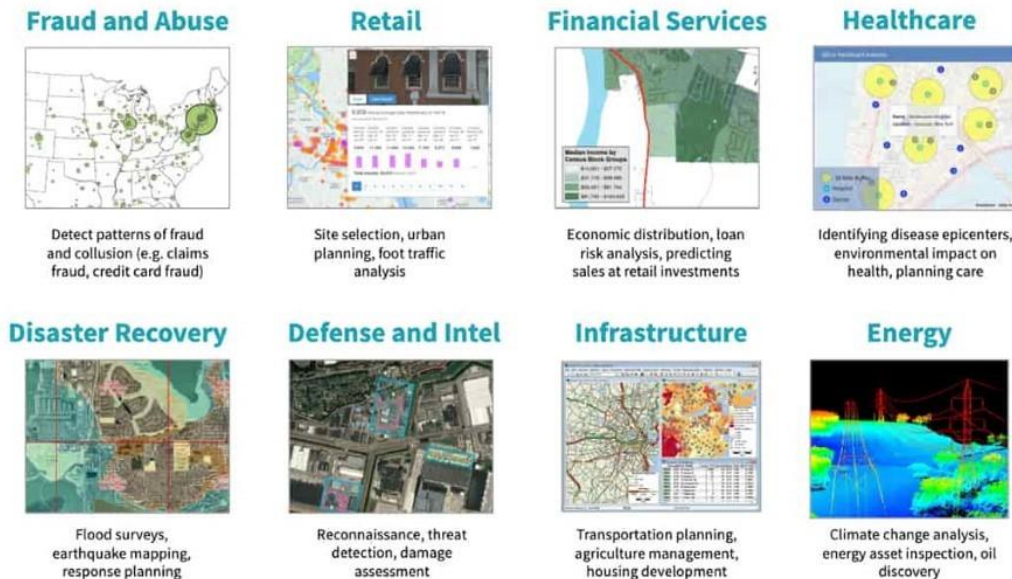 Fraud and Abuse
Retail
Financial Services
Healthcare
Median Income by
Census Block Groups
Hospital
Detect patterns of fraud
and collusion (e.g. claims
fraud, credit card fraud)
Site selection, urban
planning, foot traffic
analysis
Economic distribution, loan
risk analysis, predicting
sales at retail investments
Identifying disease epicenters,
environmental impact on
health, planning care
Disaster Recovery
Defense and Intel
Infrastructure
Energy
Flood surveys,
earthquake mapping,
response planning
Reconnaissance, threat
detection, damage
assessment
Transportation planning,
agriculture management,
housing development
Climate change analysis,
energy asset inspection, oil
discovery